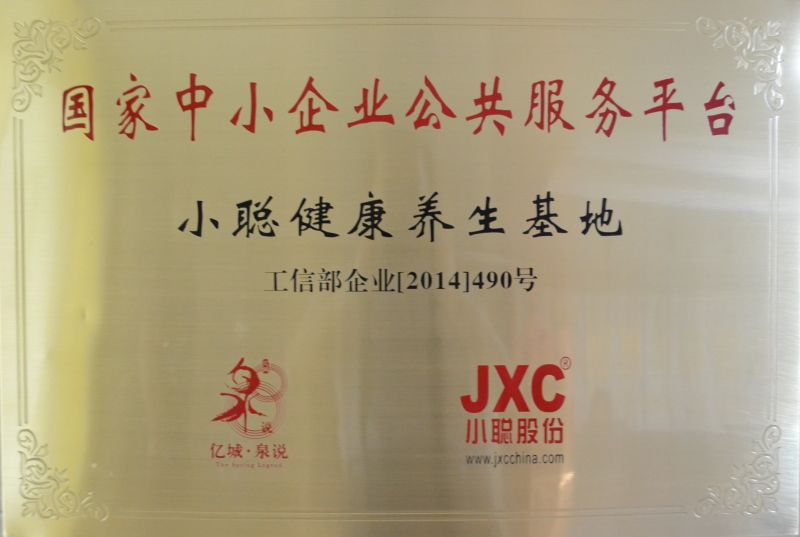 国家中小企业公共服务平台
小聪健康养生基地
工信部企业[2014]490号
泉
说
亿城·泉说
The Spring Legend
JXC®
小聪股份
www.jxcchina.com